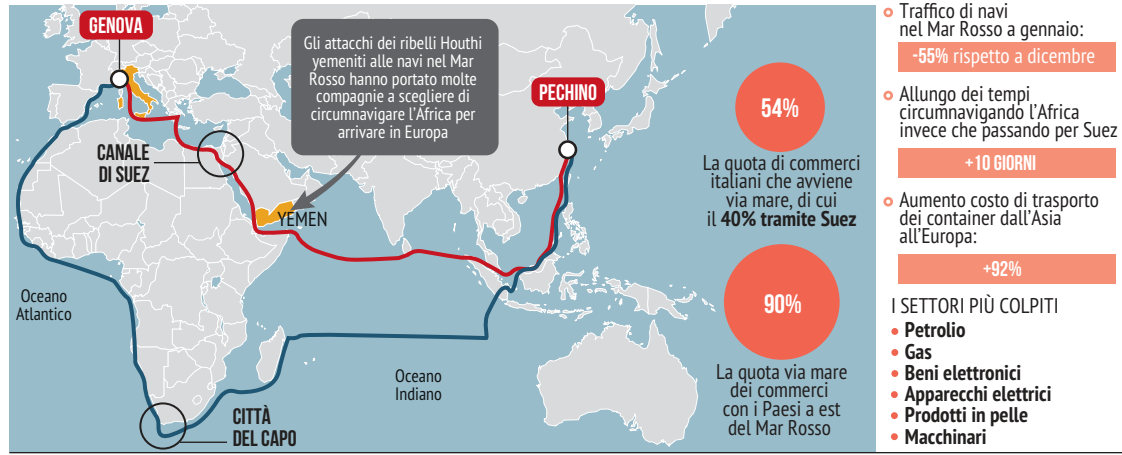 GENOVA
Gli attacchi dei ribelli Houthi
yemeniti alle navi nel Mar
Rosso hanno portato molte
compagnie a scegliere di
circumnavigare l'Africa per
arrivare in Europa
PECHINO
CANALE
DI SUEZ
YEMEN
Oceano
Atlantico
Oceano
Indiano
CITTÀ
DEL CAPO
54%
La quota di commerci
italiani che avviene
via mare, di cui
il 40% tramite Suez
90%
La quota via mare
dei commerci
con i Paesi a est
del Mar Rosso
Traffico di navi
nel Mar Rosso a gennaio:
-55% rispetto a dicembre
Allungo dei tempi
circumnavigando l'Africa
invece che passando per Suez
+10 GIORNI
Aumento costo di trasporto
dei container dall'Asia
all'Europa:
+92%
I SETTORI PIÙ COLPITI
• Petrolio
• Gas
• Beni elettronici
• Apparecchi elettrici
• Prodotti in pelle
• Macchinari